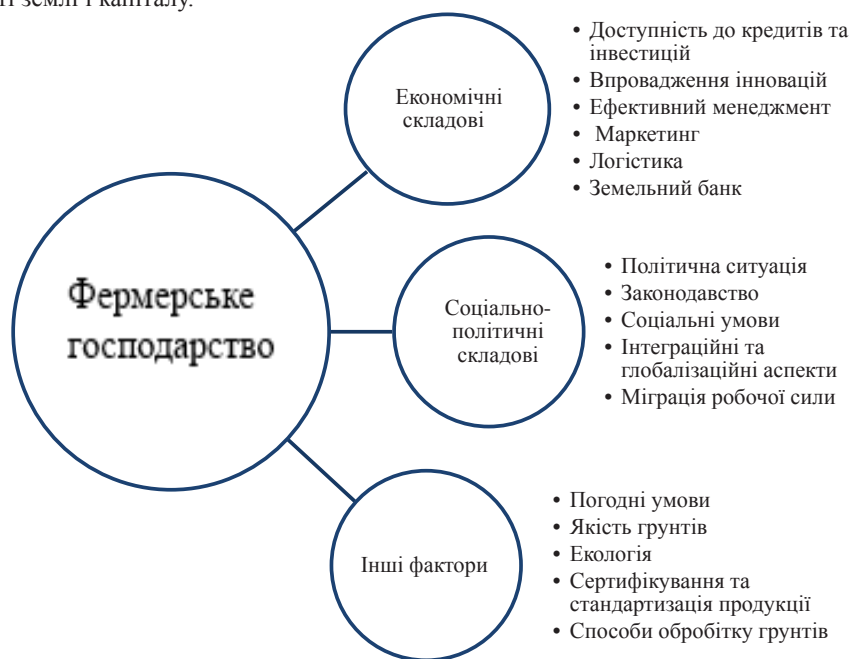 землі і капіталу.
Економічні
складові
• Доступність до кредитів та
інвестицій
• Впровадження інновацій
• Ефективний менеджмент
• Маркетинг
• Логістика
• Земельний банк
Фермерське
господарство
Соціально-
політичні
складові
• Політична ситуація
• Законодавство
• Соціальні умови
• Інтеграційні та
глобалізаційні аспекти
• Міграція робочої сили
Інші фактори
• Погодні умови
• Якість грунтів
• Екологія
• Сертифікування та
стандартизація продукції
• Способи обробітку грунтів